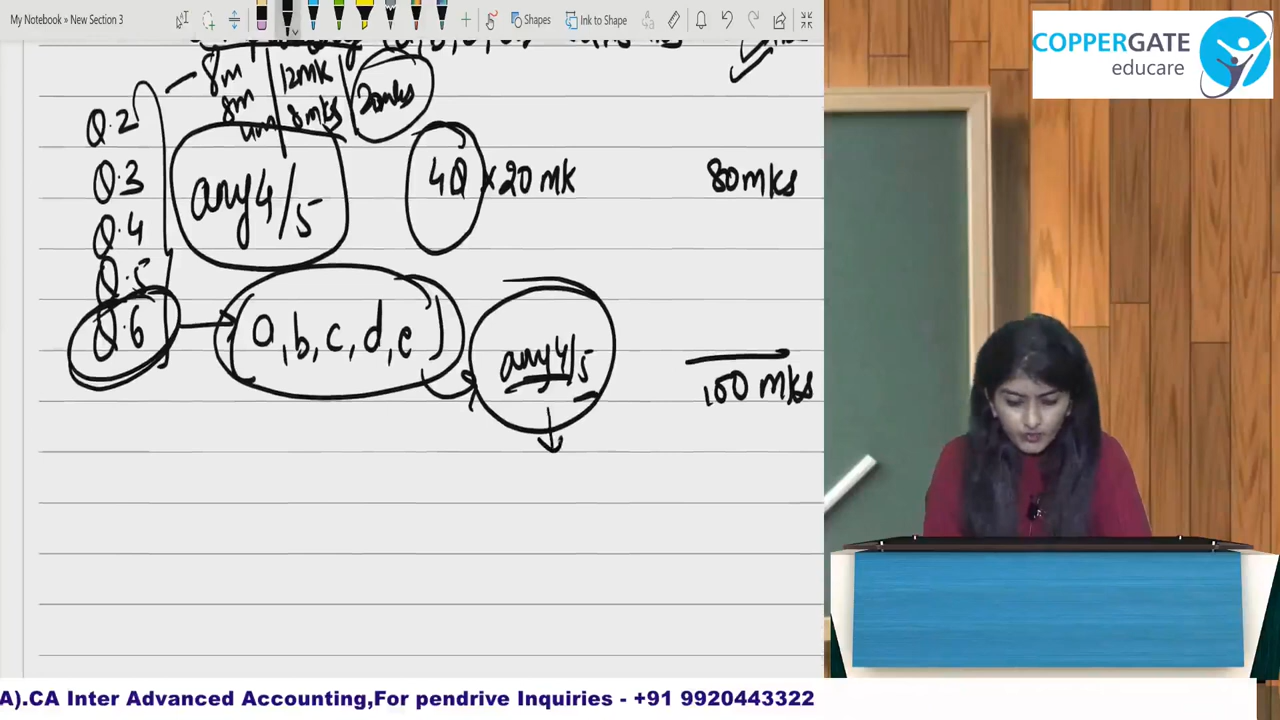 My Notebook » New Section 3
Shapes
Ink to Shape
COPPERGATE
educare
8m 12mk 20mks
8m 8mks
4m
Q.2
Q.3
Q.4
Q.5
Q.6
any 4/5
4Q x 20 mk 80mks
a, b, c, d, e
any 4/5
100 mks
A).CA Inter Advanced Accounting,For pendrive Inquiries - +91 9920443322